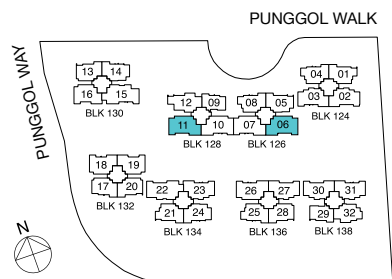 PUNGGOL WALK
PUNGGOL WAY
13 14
16 15
BLK 130
12 09
11 10
BLK 128
08 05
07 06
BLK 126
04 01
03 02
BLK 124
18 19
17 20
BLK 132
22 23
21 24
BLK 134
26 27
25 28
BLK 136
30 31
29 32
BLK 138
N